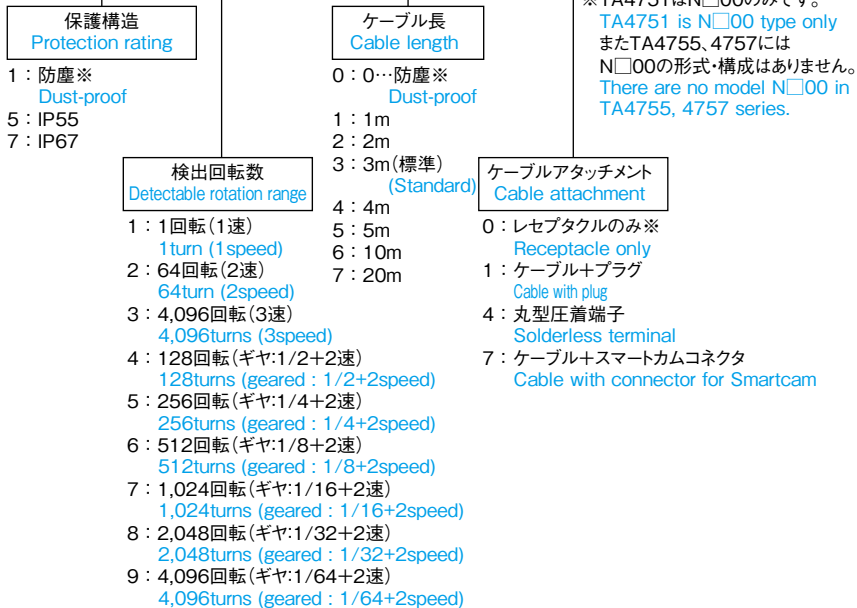 保護構造
Protection rating
1：防塵※
Dust-proof
5：IP55
7：IP67
検出回転数
Detectable rotation range
1：1回転（1速）
1turn (1speed)
2：64回転（2速）
64turn (2speed)
3：4,096回転（3速）
4,096turns (3speed)
4：128回転（ギヤ:1/2＋2速）
128turns (geared : 1/2+2speed)
5：256回転（ギヤ:1/4＋2速）
256turns (geared : 1/4+2speed)
6：512回転（ギヤ:1/8＋2速）
512turns (geared : 1/8+2speed)
7：1,024回転（ギヤ:1/16＋2速）
1,024turns (geared : 1/16+2speed)
8：2,048回転（ギヤ:1/32＋2速）
2,048turns (geared : 1/32+2speed)
9：4,096回転（ギヤ:1/64＋2速）
4,096turns (geared : 1/64+2speed)
ケーブル長
Cable length
0：0…防塵※
Dust-proof
1：1m
2：2m
3：3m（標準）
(Standard)
4：4m
5：5m
6：10m
7：20m
ケーブルアタッチメント
Cable attachment
0：レセプタクルのみ※
Receptacle only
1：ケーブル＋プラグ
Cable with plug
4：丸型圧着端子
Solderless terminal
7：ケーブル＋スマートカムコネクタ
Cable with connector for Smartcam
※TA4751はN□00のみです。
TA4751 is N□00 type only
またTA4755、4757には
N□00の形式・構成はありません。
There are no model N□00 in
TA4755, 4757 series.